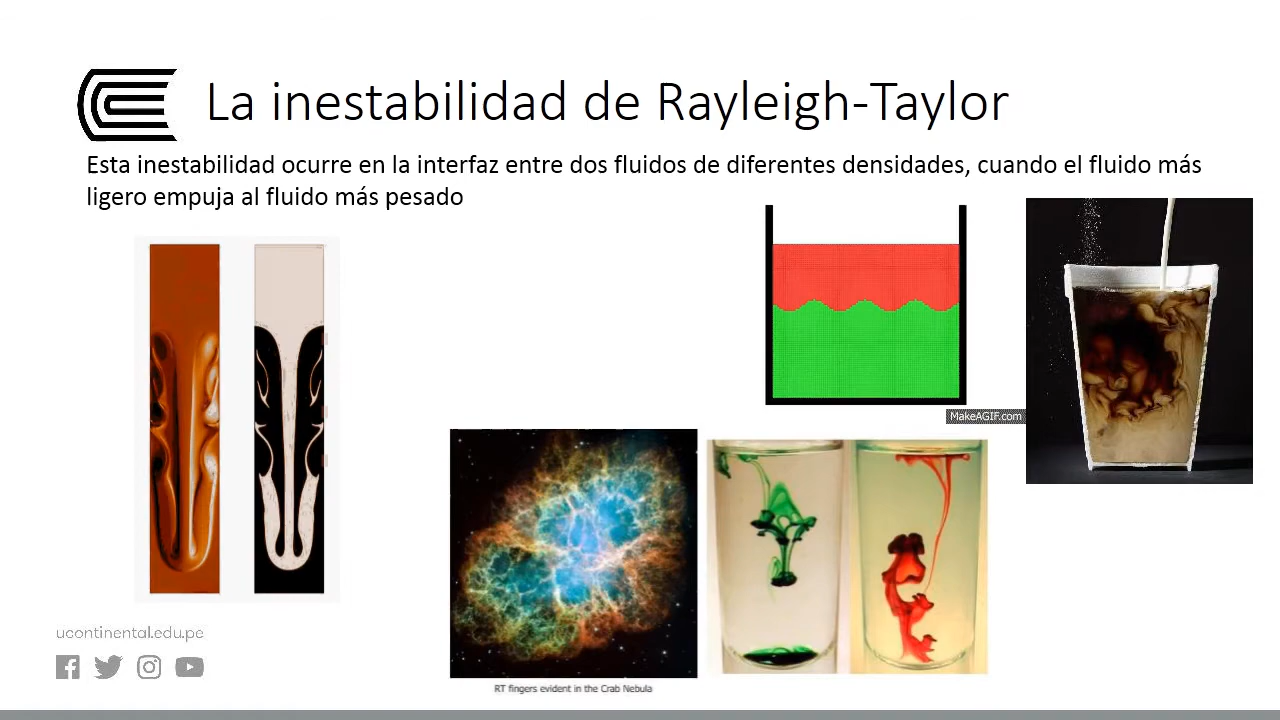 La inestabilidad de Rayleigh-Taylor
Esta inestabilidad ocurre en la interfaz entre dos fluidos de diferentes densidades, cuando el fluido más
ligero empuja al fluido más pesado
MakeAGIF.com
RT fingers evident in the Crab Nebula
ucontinental.edu.pe